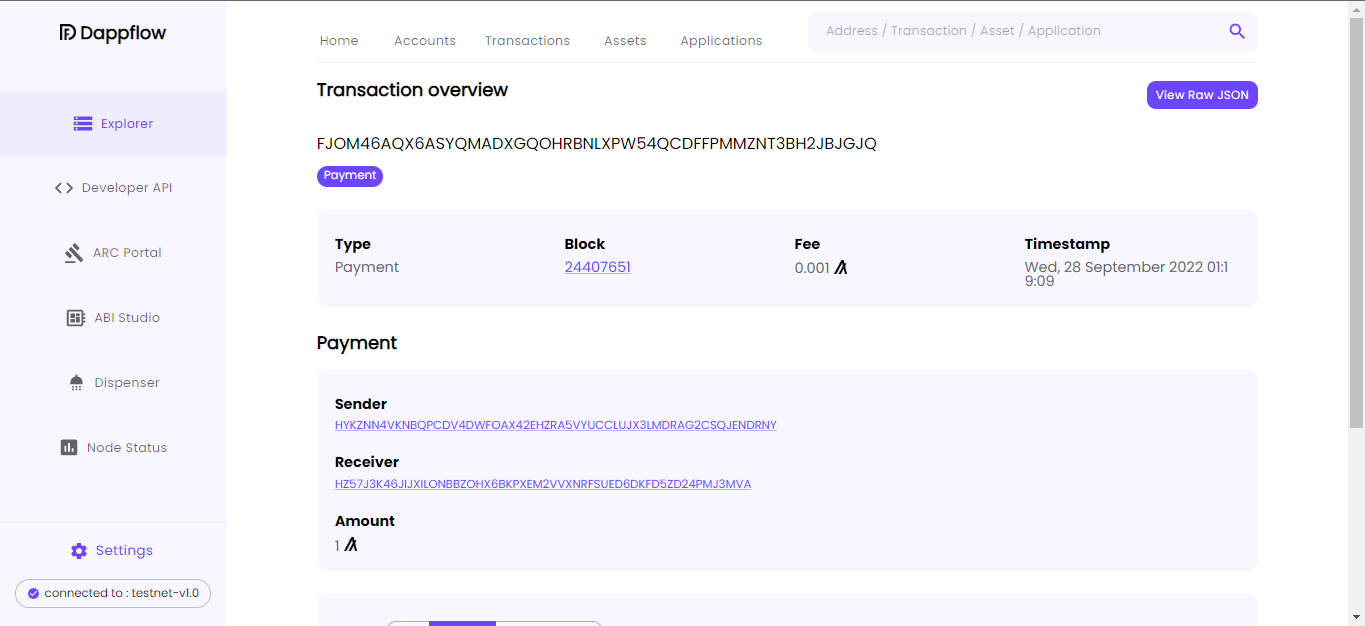 Dappflow
Explorer
Developer API
ARC Portal
ABI Studio
Dispenser
Node Status
Settings
connected to : testnet-v1.0
Home Accounts Transactions Assets Applications
Address / Transaction / Asset / Application
Transaction overview
View Raw JSON
FJOM46AQX6ASYQMADXGQOHRBNLXPW54QCDFFPMMZNT3BH2JBJGJQ
Payment
Type Block Fee Timestamp
Payment 24407651 0.001 Wed, 28 September 2022 01:1
9:09
Payment
Sender
HYKZNN4VKNBQPCDV4DWFOAX42EHZRA5VYUCCLUJX3LMDRAG2CSQJENDRNY
Receiver
HZ57J3K46JIJXILONBBZOHX6BKPXEM2VVXNRFSUED6DKFD5ZD24PMJ3MVA
Amount
1